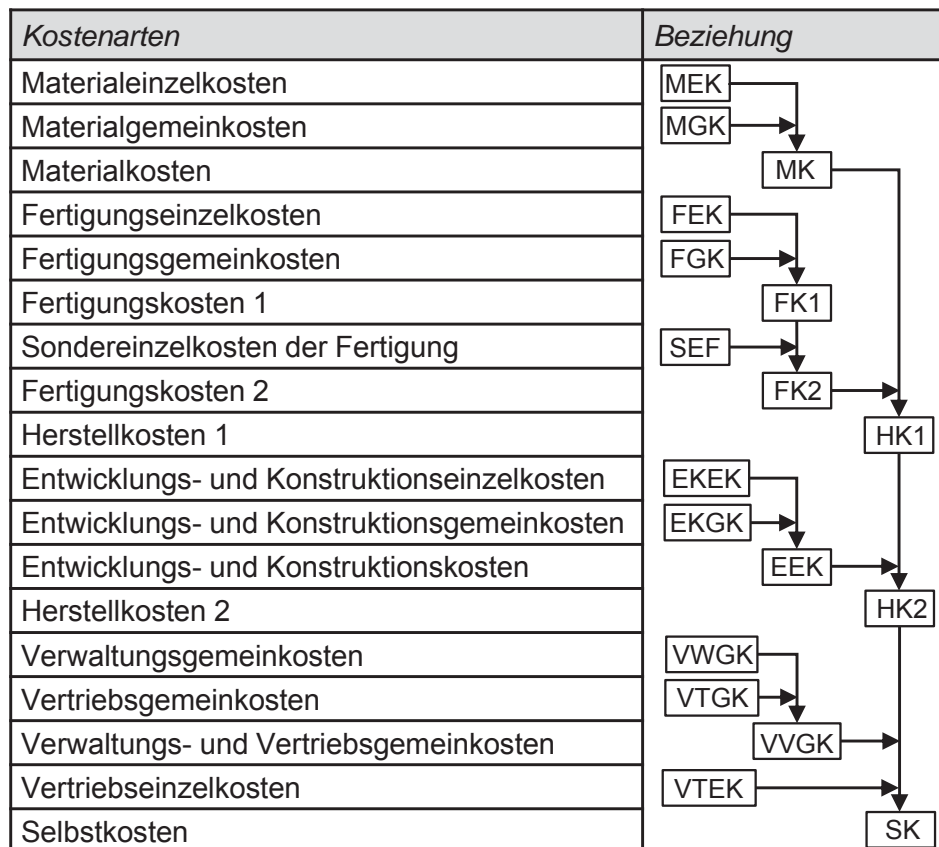 Kostenarten Beziehung
Materialeinzelkosten MEK
Materialgemeinkosten MGK
Materialkosten MK
Fertigungseinzelkosten FEK
Fertigungsgemeinkosten FGK
Fertigungskosten 1 FK1
Sondereinzelkosten der Fertigung SEF
Fertigungskosten 2 FK2
Herstellkosten 1 HK1
Entwicklungs- und Konstruktionseinzelkosten EKEK
Entwicklungs- und Konstruktionsgemeinkosten EKGK
Entwicklungs- und Konstruktionskosten EEK
Herstellkosten 2 HK2
Verwaltungsgemeinkosten VWGK
Vertriebsgemeinkosten VTGK
Verwaltungs- und Vertriebsgemeinkosten VVGK
Vertriebseinzelkosten VTEK
Selbstkosten SK